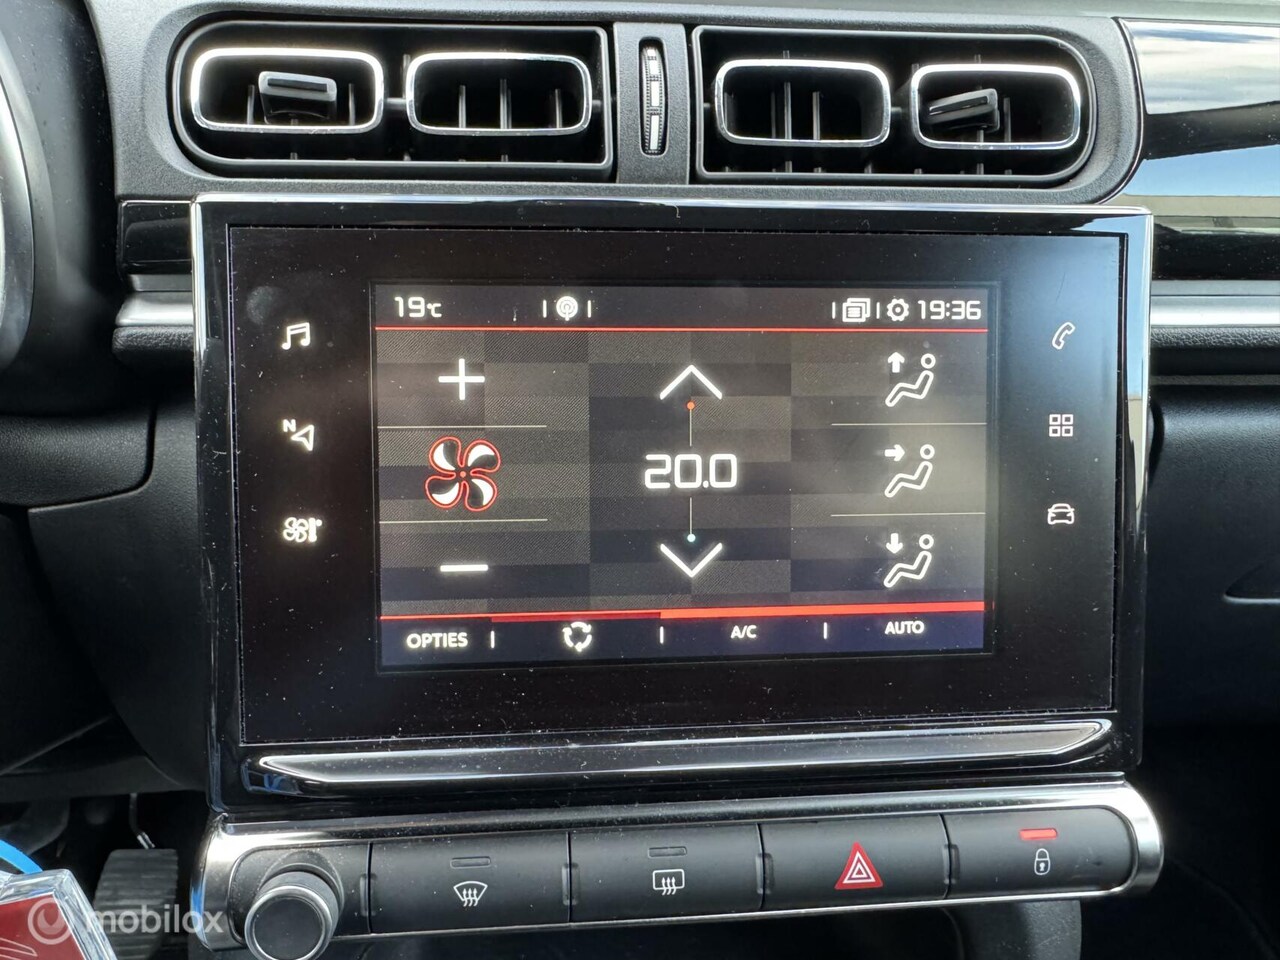 19°C 19:36
N
20.0
OPTIES A/C AUTO
mobilox